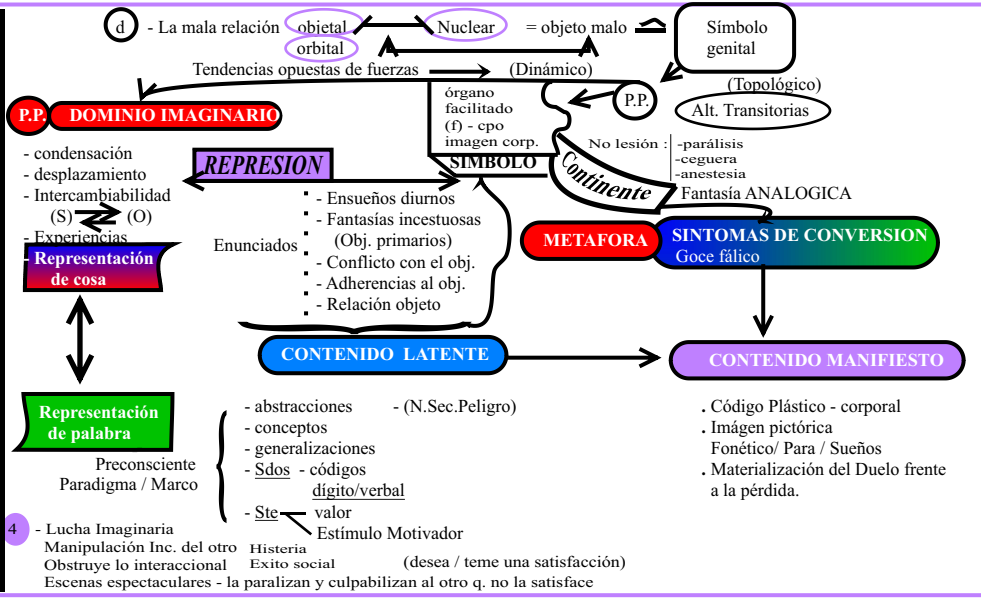 d - La mala relación objetal Nuclear = objeto malo Símbolo
genital
orbital
Tendencias opuestas de fuerzas (Dinámico)
(Topológico)
P.P. DOMINIO IMAGINARIO
órgano
facilitado
(f) - cpo
imagen corp.
SIMBOLO
P.P.
Alt. Transitorias
Continente
No lesión : -parálisis
-ceguera
-anestesia
Fantasía ANALOGICA
- condensación
- desplazamiento
- Intercambiabilidad
(S) (O)
- Experiencias
- Representación
de cosa
REPRESION
Enunciados
- Ensueños diurnos
- Fantasías incestuosas
(Obj. primarios)
- Conflicto con el obj.
- Adherencias al obj.
- Relación objeto
METAFORA SINTOMAS DE CONVERSION
Goce fálico
CONTENIDO LATENTE
CONTENIDO MANIFIESTO
Representación
de palabra
Preconsciente
Paradigma / Marco
- abstracciones - (N.Sec.Peligro)
- conceptos
- generalizaciones
- Sdos - códigos
dígito/verbal
- Ste valor
Estímulo Motivador
. Código Plástico - corporal
. Imágen pictórica
Fonético/ Para / Sueños
. Materialización del Duelo frente
a la pérdida.
4 - Lucha Imaginaria
Manipulación Inc. del otro Histeria
Obstruye lo interaccional Exito social (desea / teme una satisfacción)
Escenas espectaculares - la paralizan y culpabilizan al otro q. no la satisface